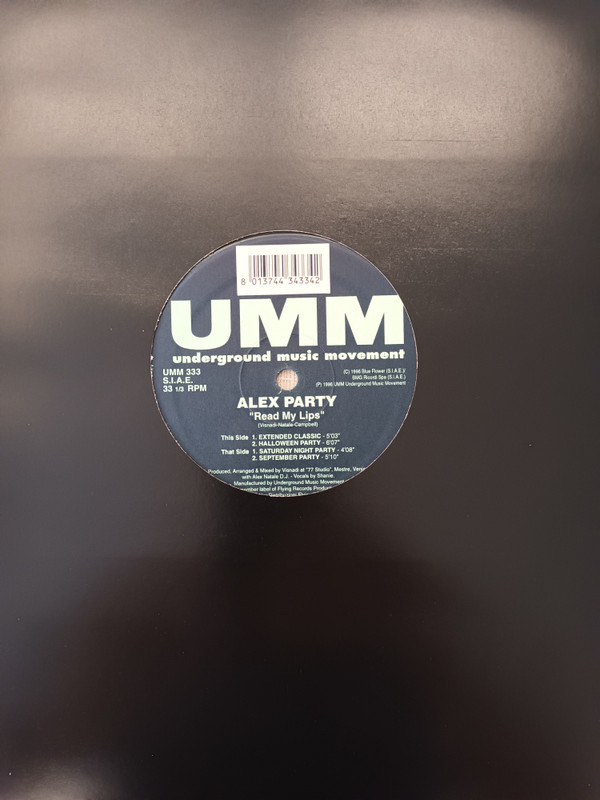 8 013744 343342
UMM
underground music movement
UMM 333
S.I.A.E.
33 1/3 RPM
(C) 1996 Blue Flower (S.I.A.E.)/
BMG Ricordi Spa (S.I.A.E.)
(P) 1996 UMM Underground Music Movement
ALEX PARTY
"Read My Lips"
(Visnadi-Natale-Campbell)
This Side 1. EXTENDED CLASSIC - 5'03"
2. HALLOWEEN PARTY - 6'07"
That Side 1. SATURDAY NIGHT PARTY - 4'09"
2. SEPTEMBER PARTY - 5'10"
Produced, Arranged & Mixed by Visnadi at "77 Studio", Mestre,
with Alex Natale D.J. - Vocals by Shanie.
Manufactured by Underground Music Movement
label of Flying Records